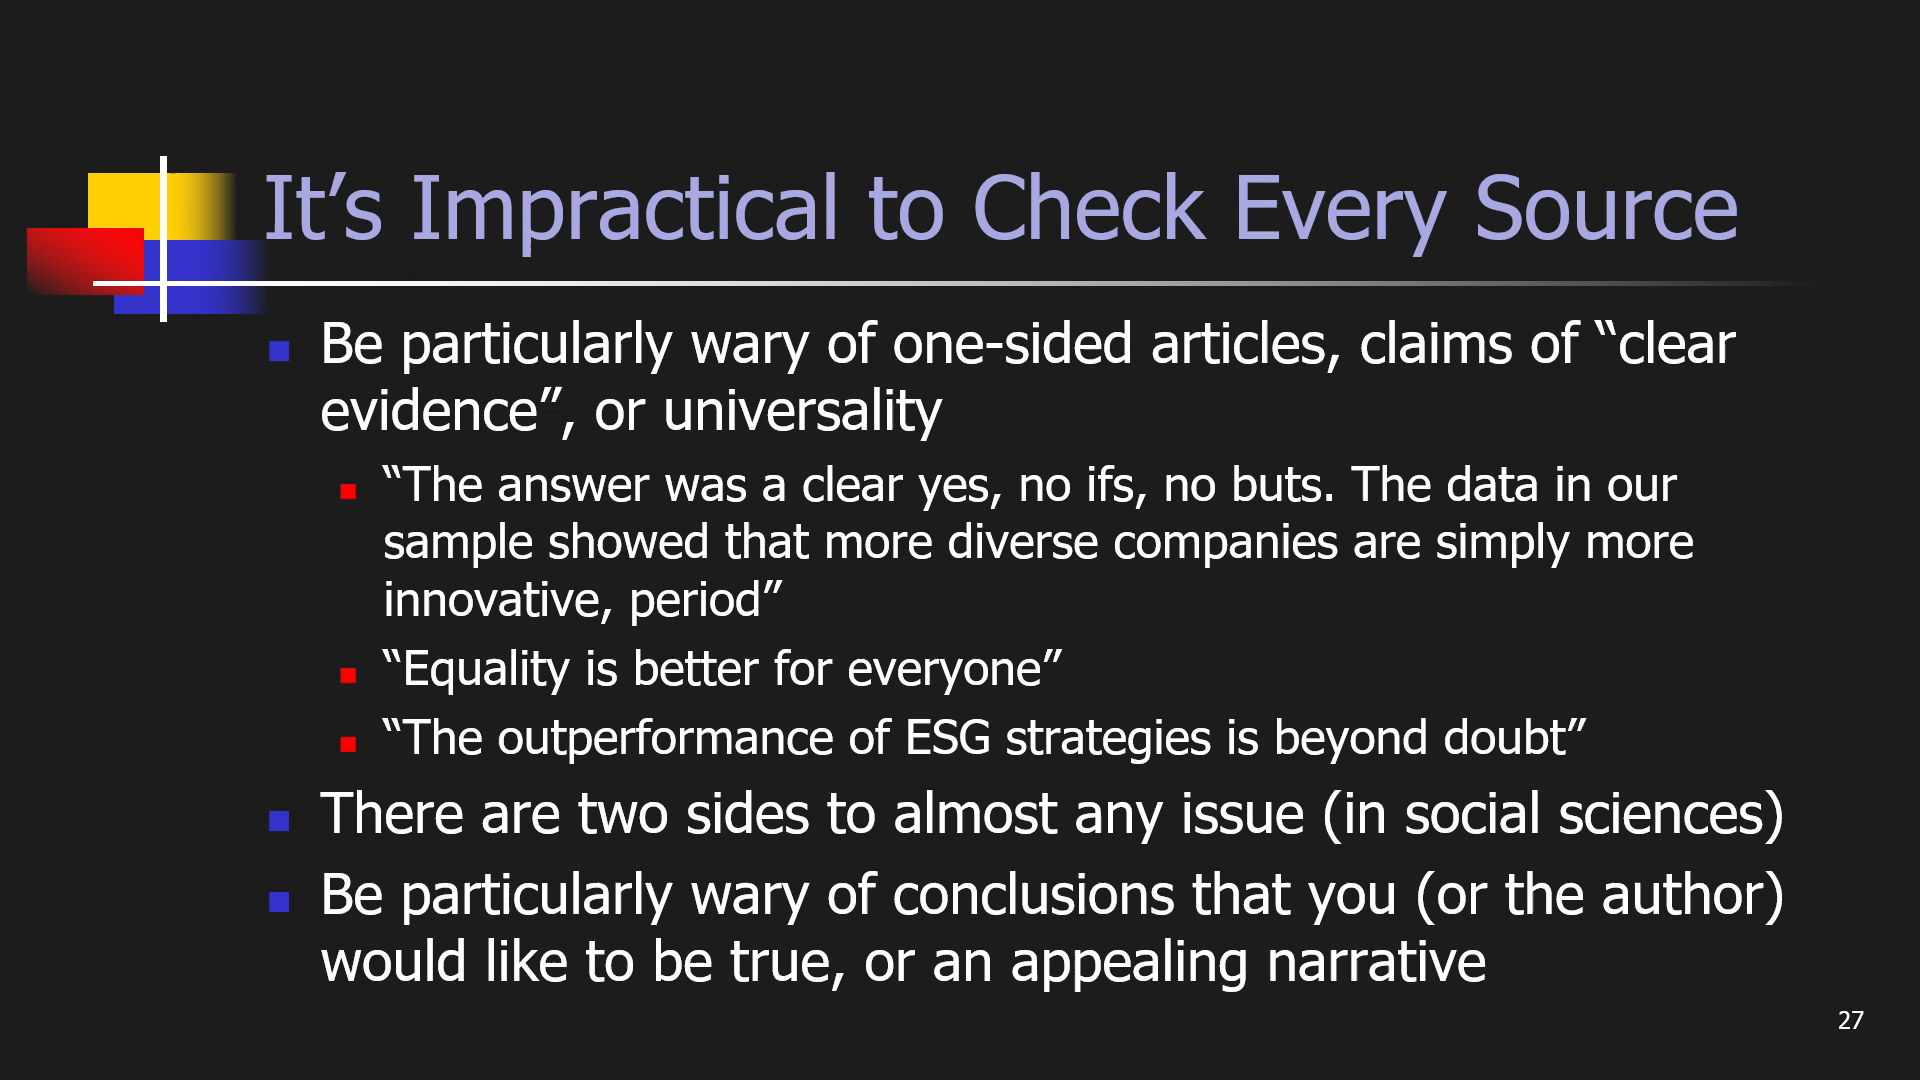 It’s Impractical to Check Every Source
Be particularly wary of one-sided articles, claims of “clear
evidence”, or universality
“The answer was a clear yes, no ifs, no buts. The data in our
sample showed that more diverse companies are simply more
innovative, period”
“Equality is better for everyone”
“The outperformance of ESG strategies is beyond doubt”
There are two sides to almost any issue (in social sciences)
Be particularly wary of conclusions that you (or the author)
would like to be true, or an appealing narrative
27